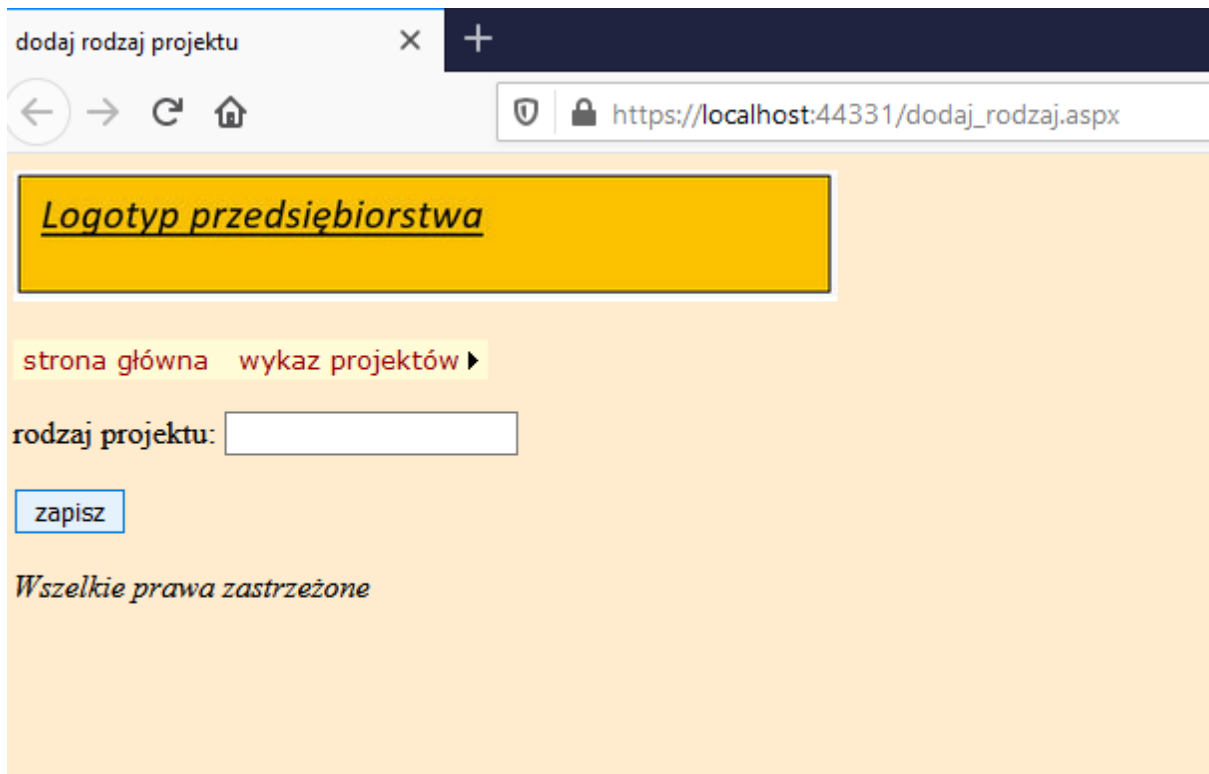 dodaj rodzaj projektu
https://localhost:44331/dodaj_rodzaj.aspx
Logotyp przedsiębiorstwa
strona główna wykaz projektów
rodzaj projektu:
zapisz
Wszelkie prawa zastrzeżone